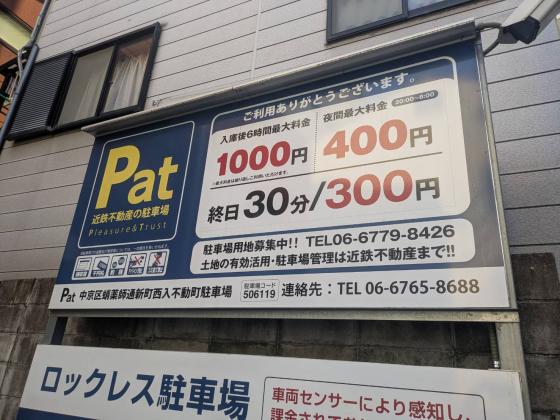 ご利用ありがとうございます。
入庫後6時間最大料金
1000円
夜間最大料金 20:00~8:00
400円
終日30分/300円
Pat
近鉄不動産の駐車場
Pleasure&Trust
駐車場用地募集中!! TEL06-6779-8426
土地の有効活用・駐車場管理は近鉄不動産まで!!
Pat 中京区蛸薬師通新町西入不動町駐車場 駐車場コード 506119 連絡先:TEL 06-6765-8688
ロックレス駐車場
車両センサーにより感知し、
課金されて